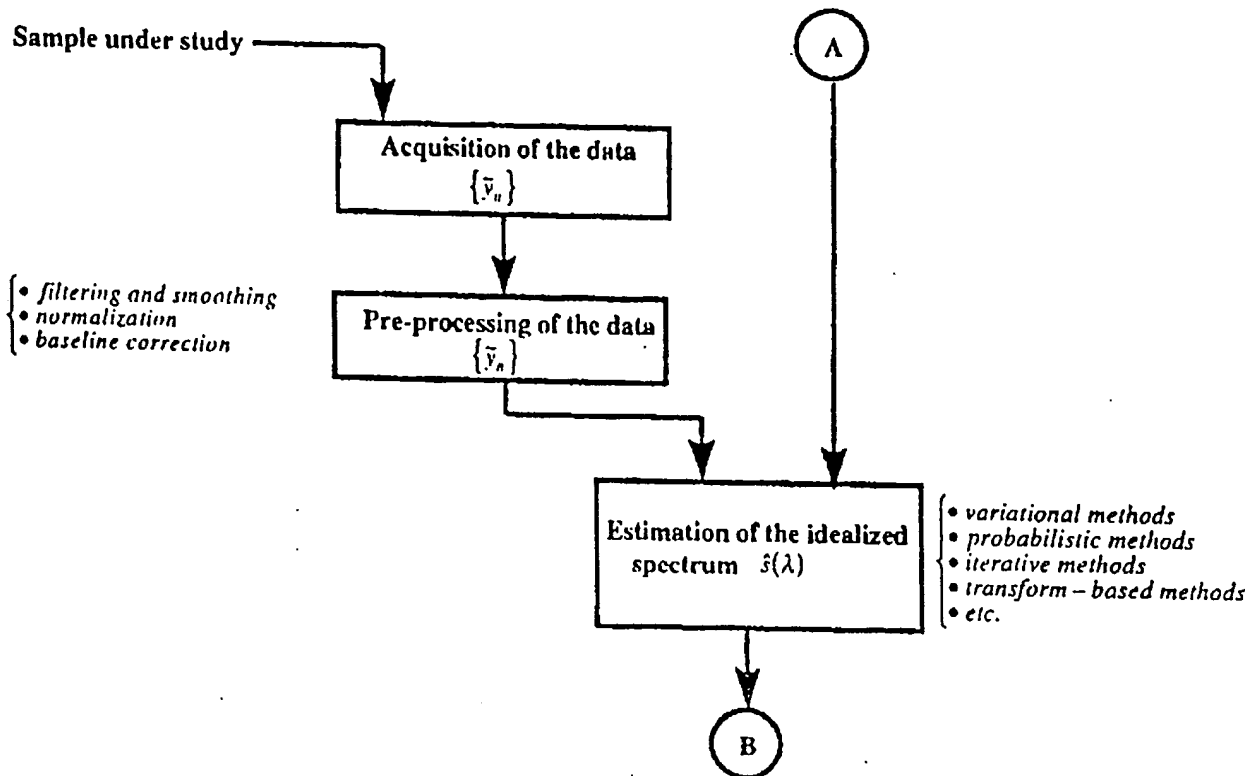 Sample under study
A
Acquisition of the data
{ỹₙ}
• filtering and smoothing
• normalization
• baseline correction
Pre-processing of the data
{ỹₙ}
Estimation of the idealized
spectrum ŝ(λ)
• variational methods
• probabilistic methods
• iterative methods
• transform – based methods
• etc.
B